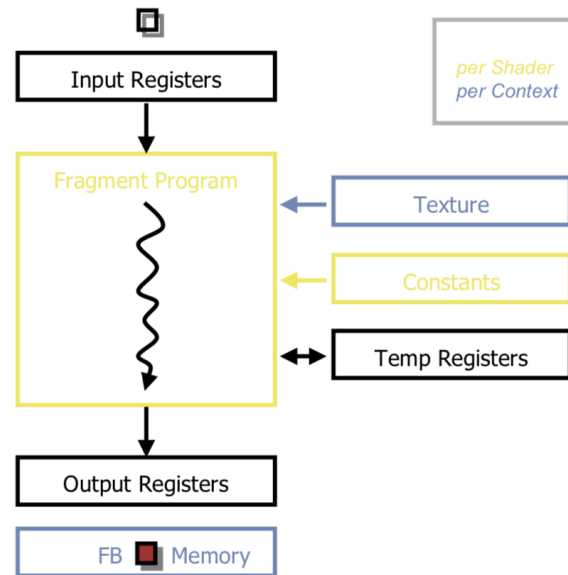 Input Registers
per Shader
per Context
Fragment Program
Texture
Constants
Temp Registers
Output Registers
FB Memory